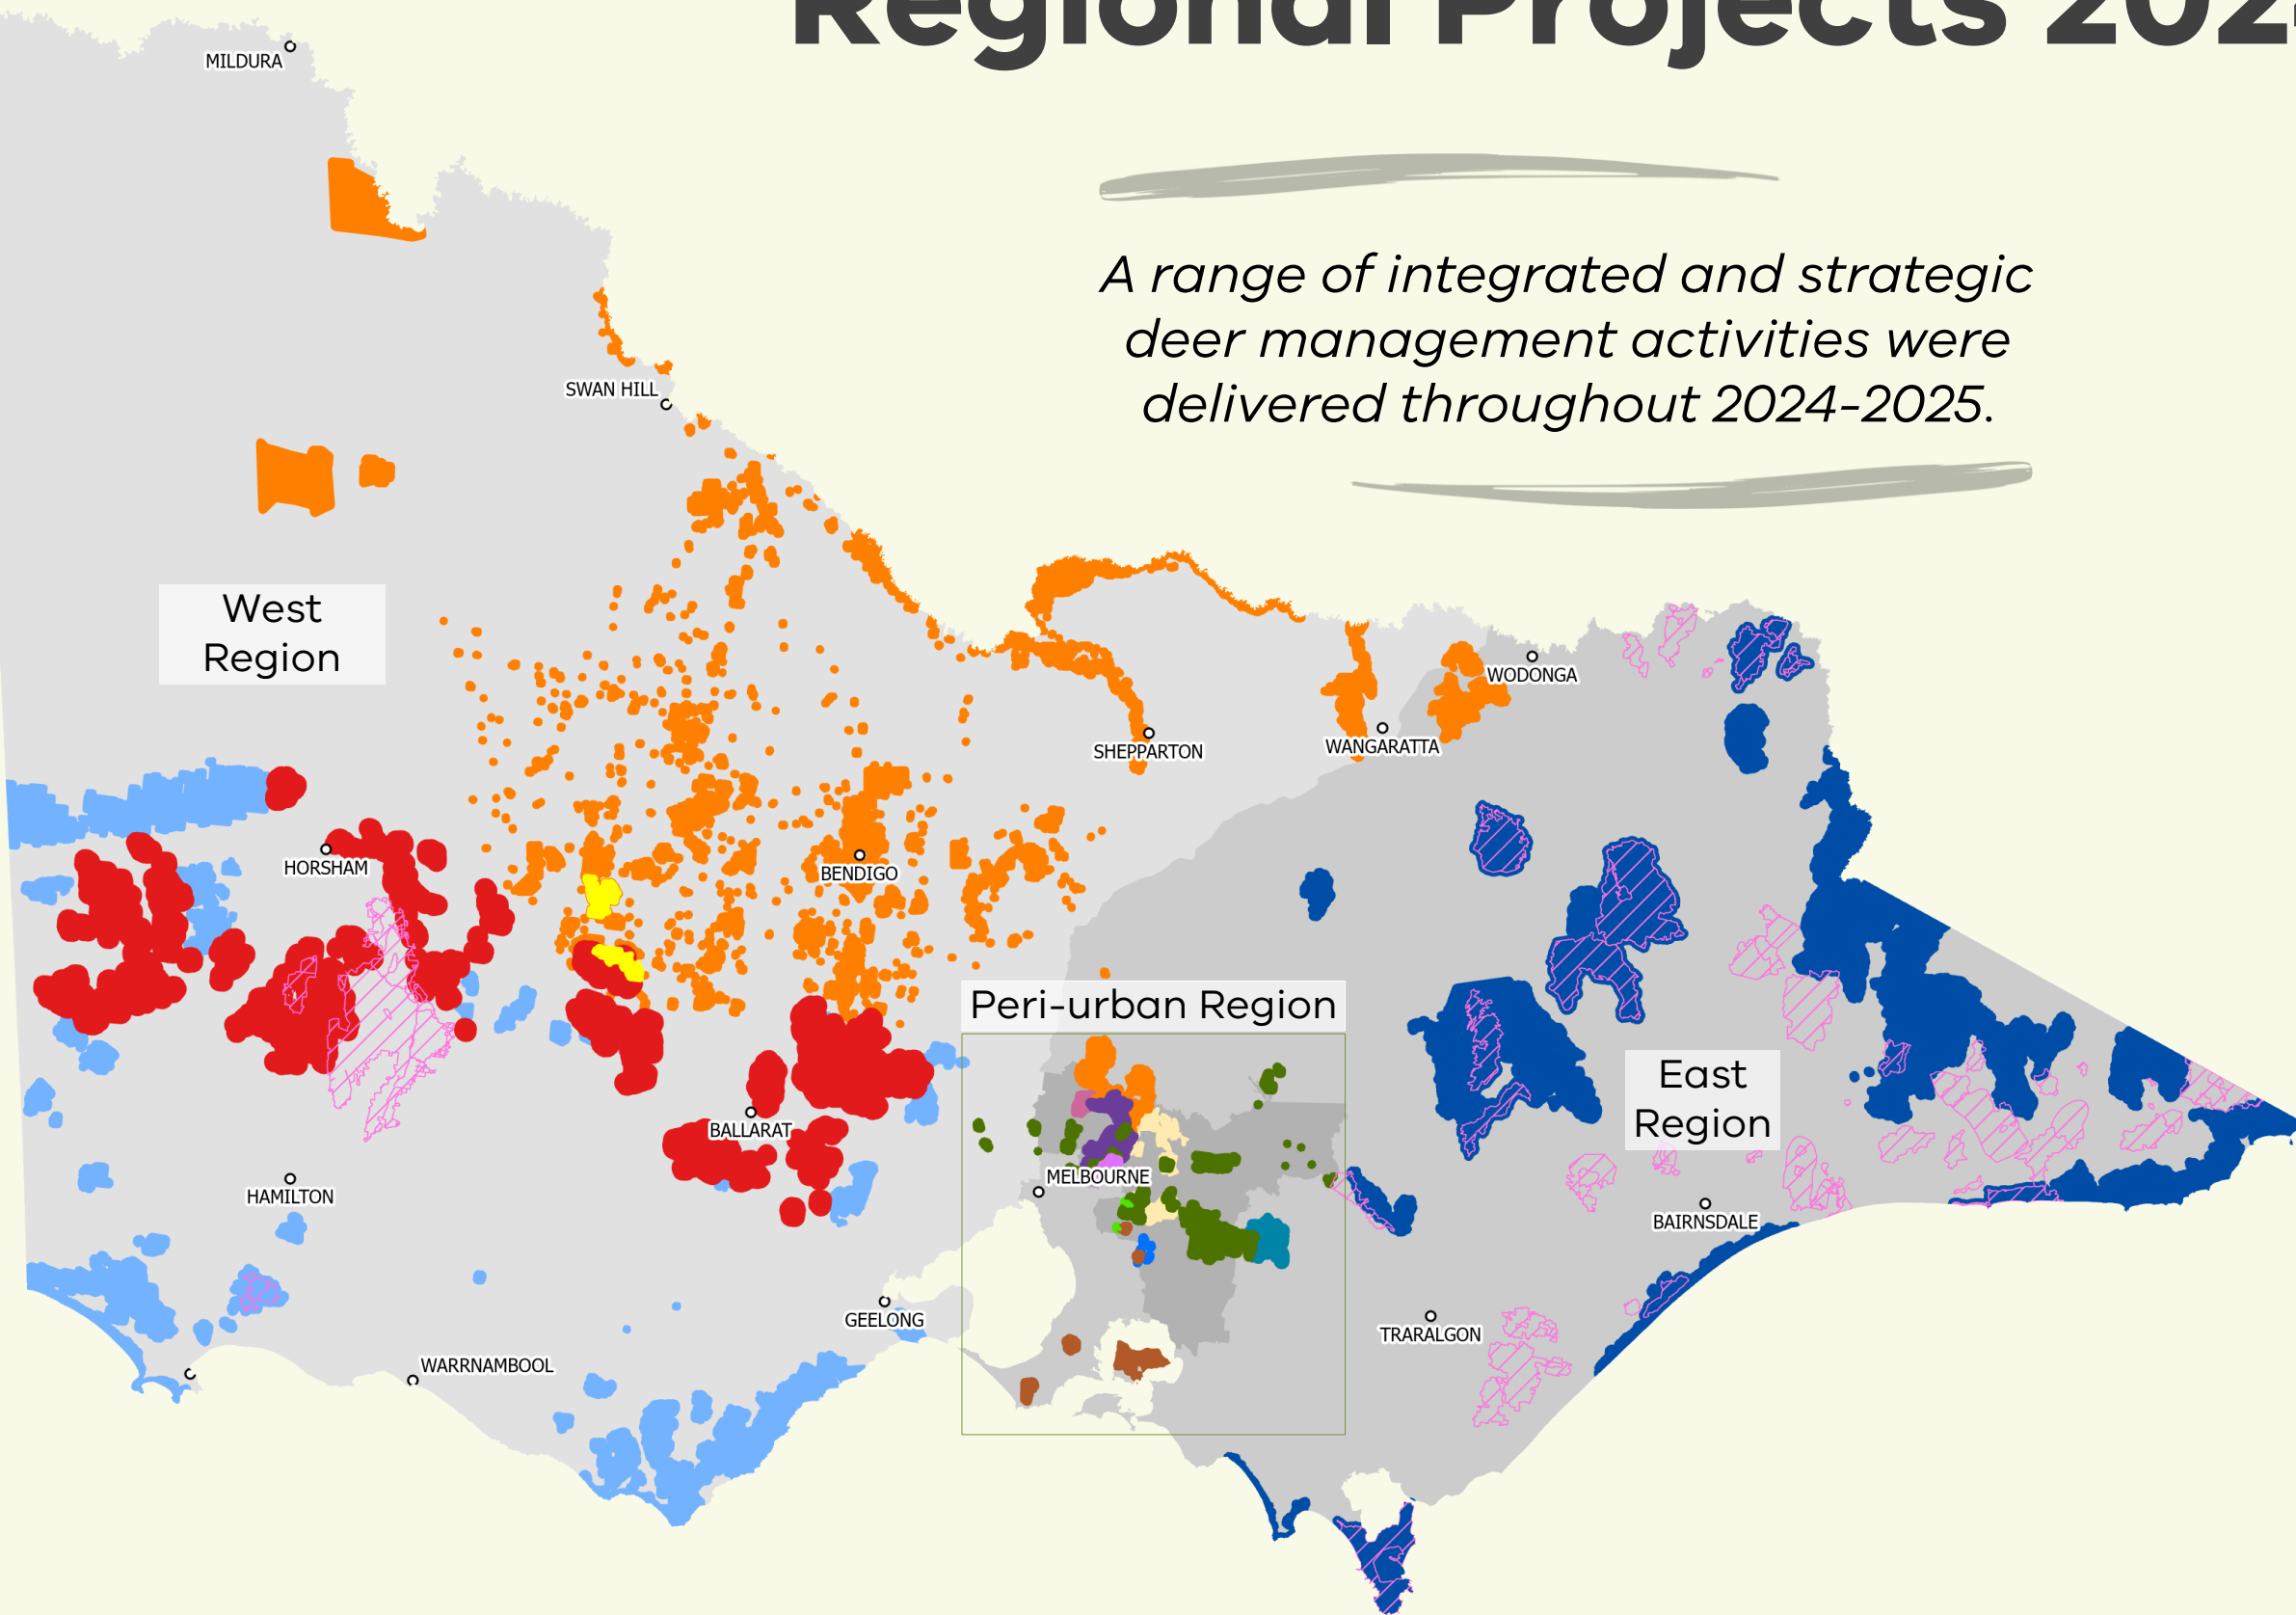 Regional Projects 202
MILDURA
A range of integrated and strategic
deer management activities were
delivered throughout 2024-2025.
SWAN HILL
West
Region
WODONGA
SHEPPARTON
WANGARATTA
HORSHAM
BENDIGO
Peri-urban Region
East
Region
BALLARAT
MELBOURNE
HAMILTON
BAIRNSDALE
GEELONG
TRARALGON
WARRNAMBOOL